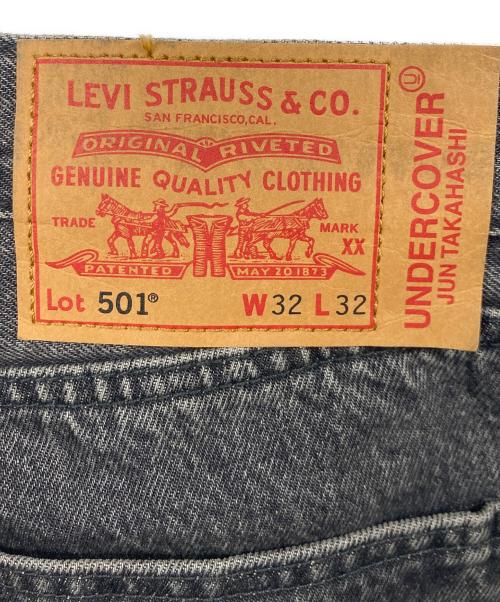 LEVI STRAUSS & CO.
SAN FRANCISCO, CAL.
ORIGINAL RIVETED
GENUINE QUALITY CLOTHING
TRADE MARK
XX
PATENTED MAY 20 1873
Lot 501® W32 L32
UNDERCOVER
JUN TAKAHASHI